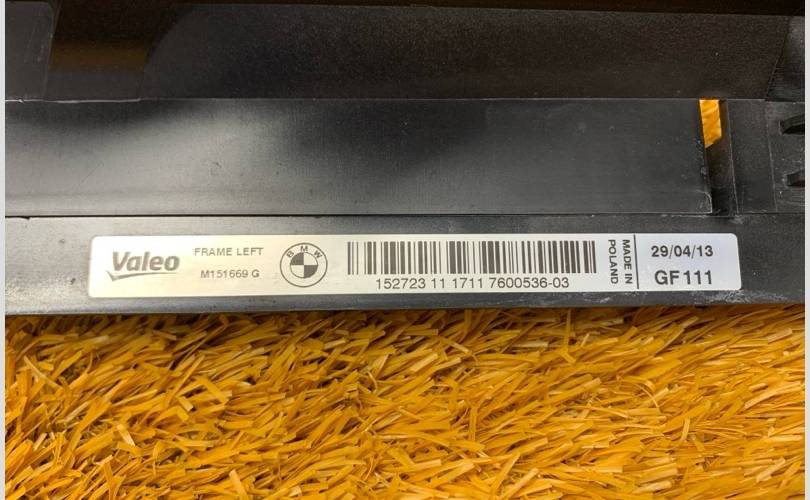 Valeo
FRAME LEFT
M151669 G
BMW
152723 11 1711 7600536-03
MADE IN
POLAND
29/04/13
GF111